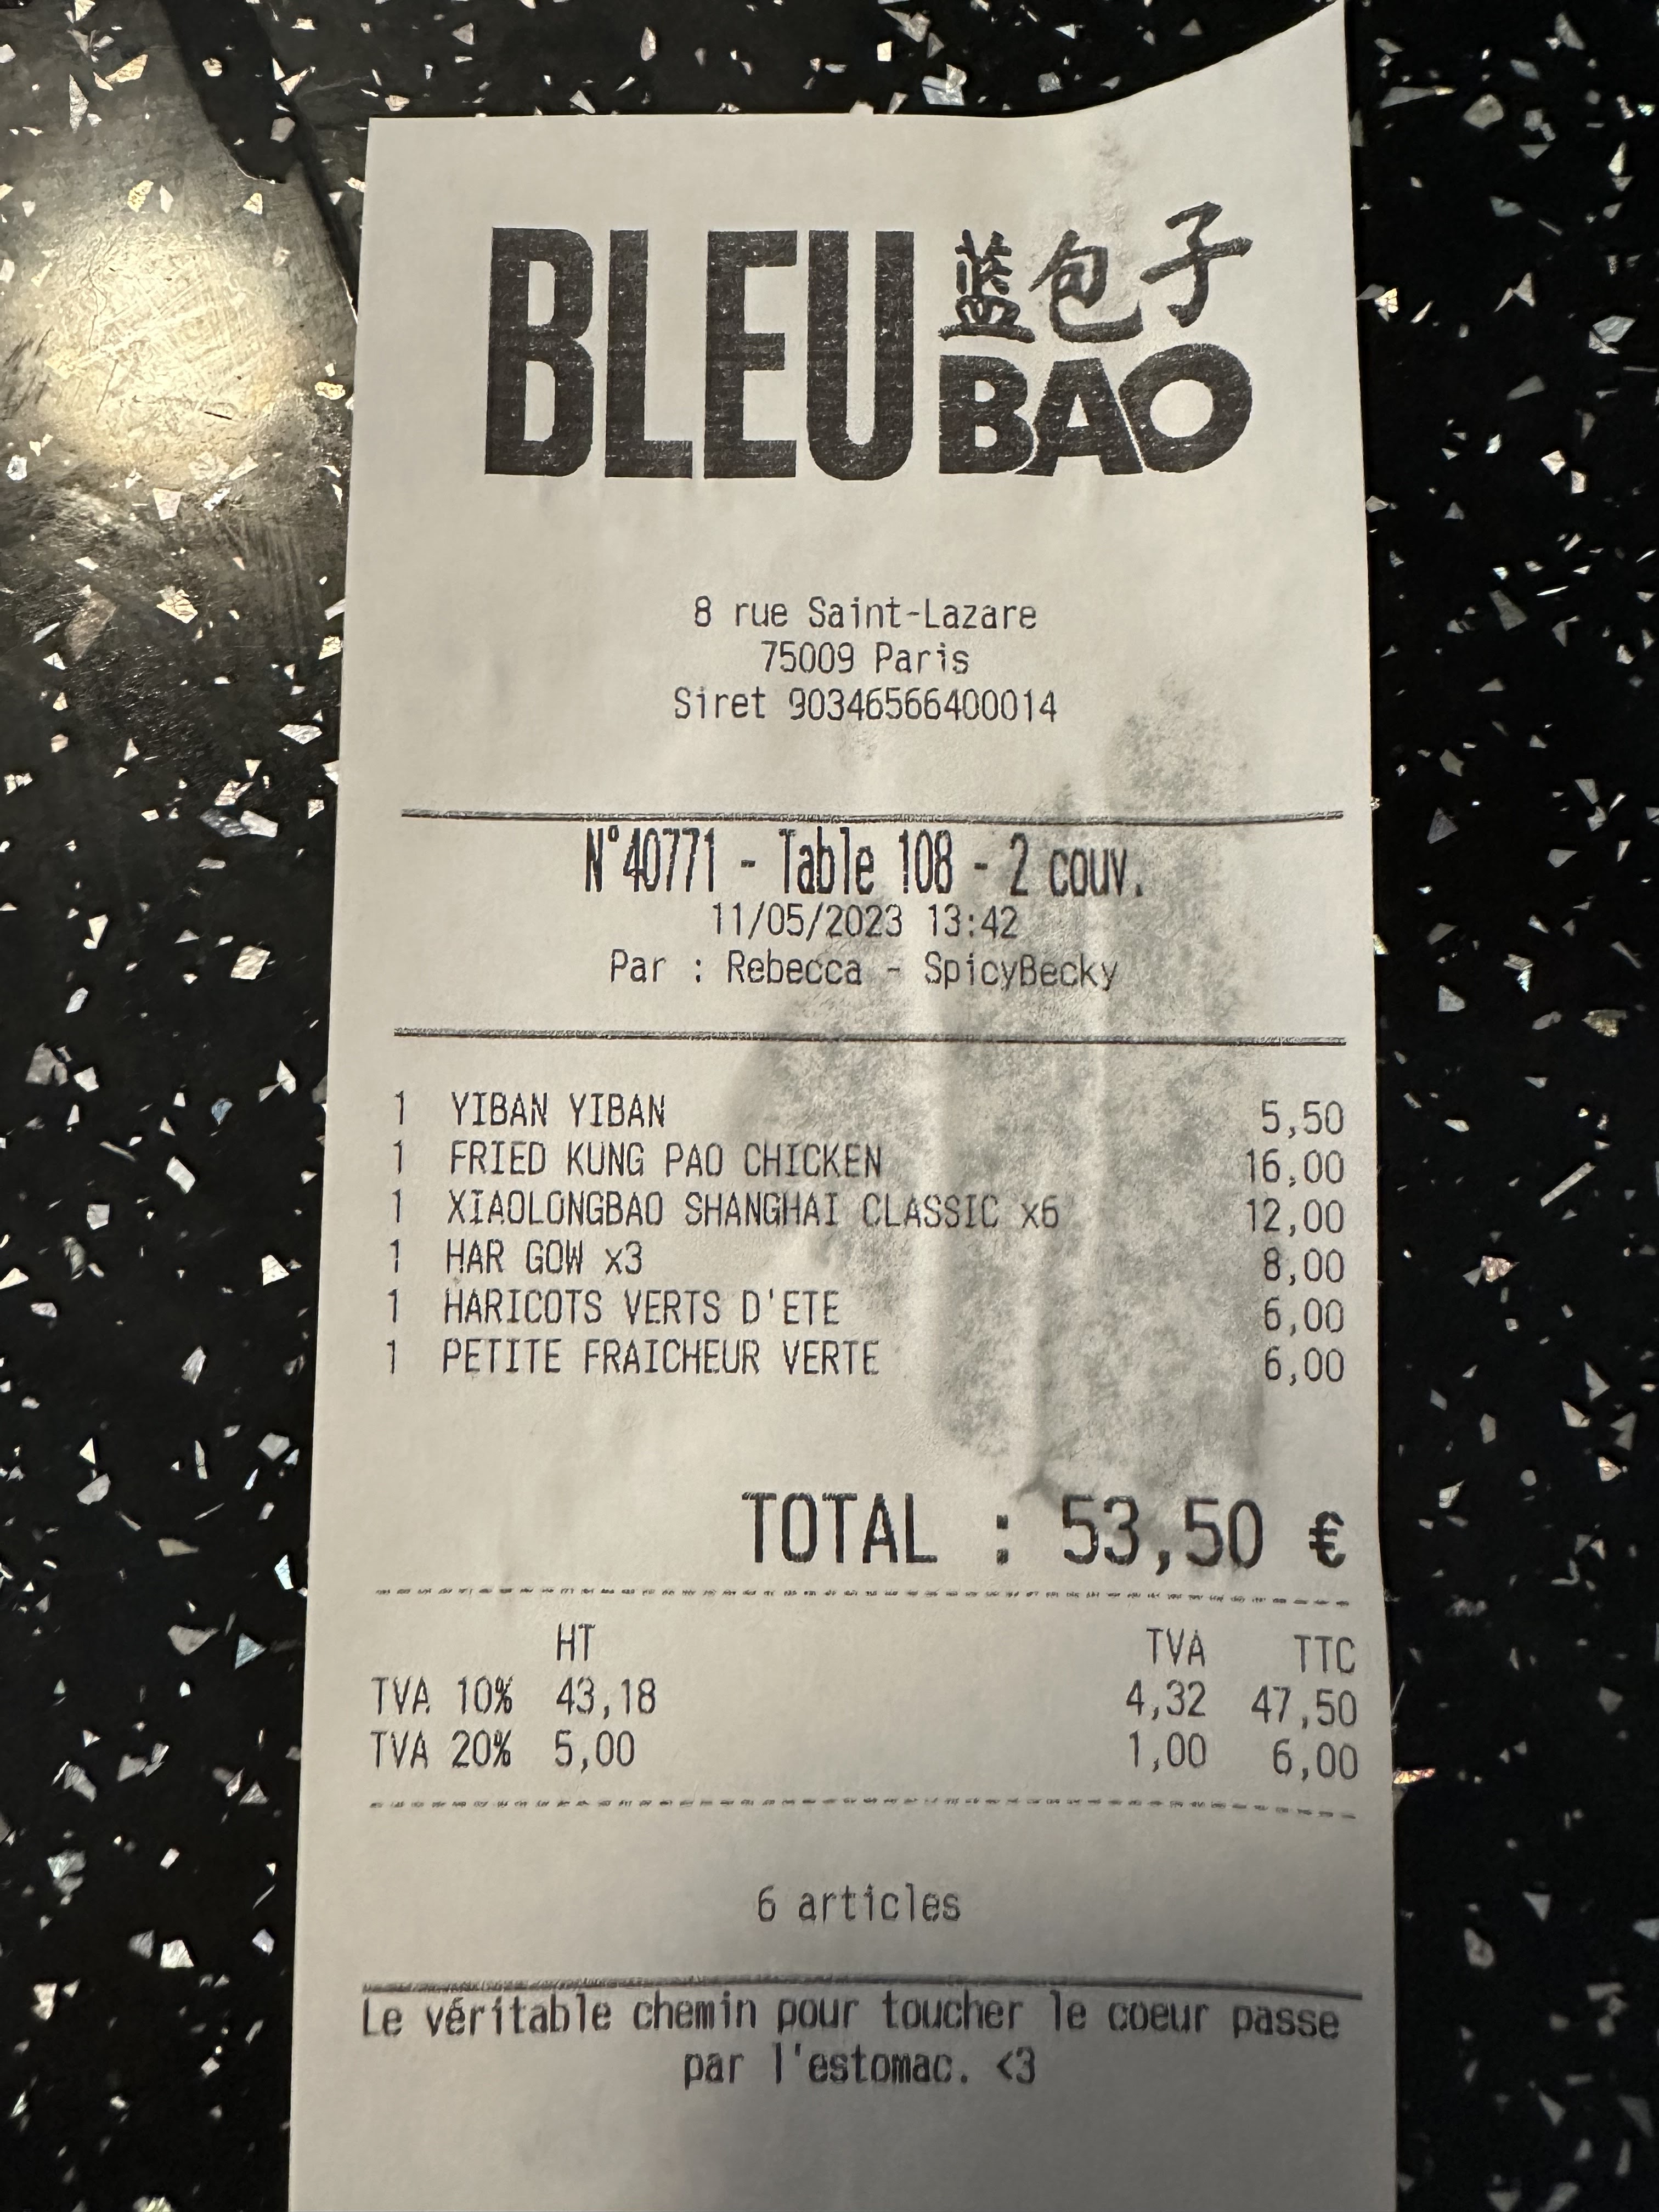 BLEU 蓝包子
BAO
8 rue Saint-Lazare
75009 Paris
Siret 90346566400014
N°40771 - Table 108 - 2 couv.
11/05/2023 13:42
Par : Rebecca - SpicyBecky
1 YIBAN YIBAN 5,50
1 FRIED KUNG PAO CHICKEN 16,00
1 XIAOLONGBAO SHANGHAI CLASSIC x6 12,00
1 HAR GOW x3 8,00
1 HARICOTS VERTS D'ETE 6,00
1 PETITE FRAICHEUR VERTE 6,00
TOTAL : 53,50 €
HT TVA TTC
TVA 10% 43,18 4,32 47,50
TVA 20% 5,00 1,00 6,00
6 articles
Le véritable chemin pour toucher le coeur passe
par l'estomac. <3